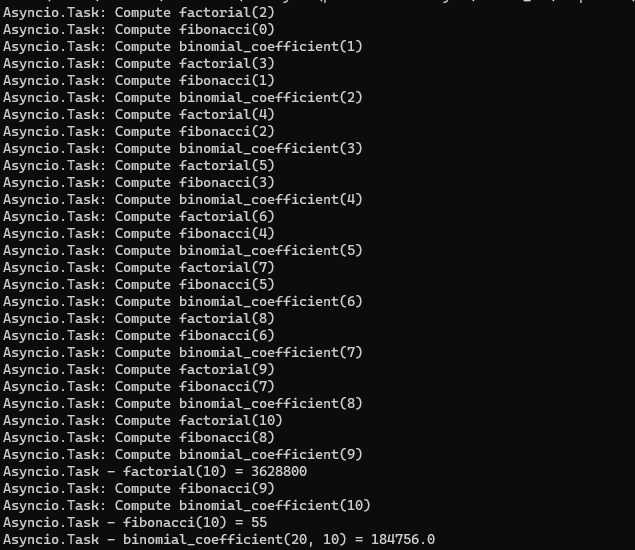 Asyncio.Task: Compute factorial(2)
Asyncio.Task: Compute fibonacci(0)
Asyncio.Task: Compute binomial_coefficient(1)
Asyncio.Task: Compute factorial(3)
Asyncio.Task: Compute fibonacci(1)
Asyncio.Task: Compute binomial_coefficient(2)
Asyncio.Task: Compute factorial(4)
Asyncio.Task: Compute fibonacci(2)
Asyncio.Task: Compute binomial_coefficient(3)
Asyncio.Task: Compute factorial(5)
Asyncio.Task: Compute fibonacci(3)
Asyncio.Task: Compute binomial_coefficient(4)
Asyncio.Task: Compute factorial(6)
Asyncio.Task: Compute fibonacci(4)
Asyncio.Task: Compute binomial_coefficient(5)
Asyncio.Task: Compute factorial(7)
Asyncio.Task: Compute fibonacci(5)
Asyncio.Task: Compute binomial_coefficient(6)
Asyncio.Task: Compute factorial(8)
Asyncio.Task: Compute fibonacci(6)
Asyncio.Task: Compute binomial_coefficient(7)
Asyncio.Task: Compute factorial(9)
Asyncio.Task: Compute fibonacci(7)
Asyncio.Task: Compute binomial_coefficient(8)
Asyncio.Task: Compute factorial(10)
Asyncio.Task: Compute fibonacci(8)
Asyncio.Task: Compute binomial_coefficient(9)
Asyncio.Task - factorial(10) = 3628800
Asyncio.Task: Compute fibonacci(9)
Asyncio.Task: Compute binomial_coefficient(10)
Asyncio.Task - fibonacci(10) = 55
Asyncio.Task - binomial_coefficient(20, 10) = 184756.0